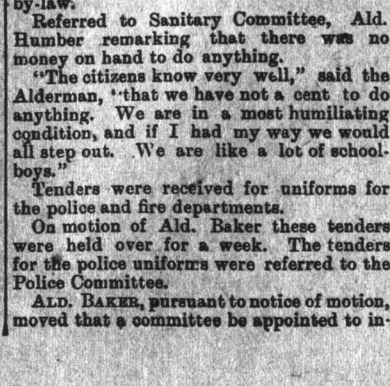 by-law.
Referred to Sanitary Committee, Ald.
Humber remarking that there was no
money on hand to do anything.
"The citizens know very well," said the
Alderman, "that we have not a cent to do
anything. We are in a most humiliating
condition, and if I had my way we would
all step out. We are like a lot of school-
boys."
Tenders were received for uniforms for
the police and fire departments.
On motion of Ald. Baker these tenders
were held over for a week. The tenders
for the police uniforms were referred to the
Police Committee.
ALD. BAKER, pursuant to notice of motion,
moved that a committee be appointed to in-